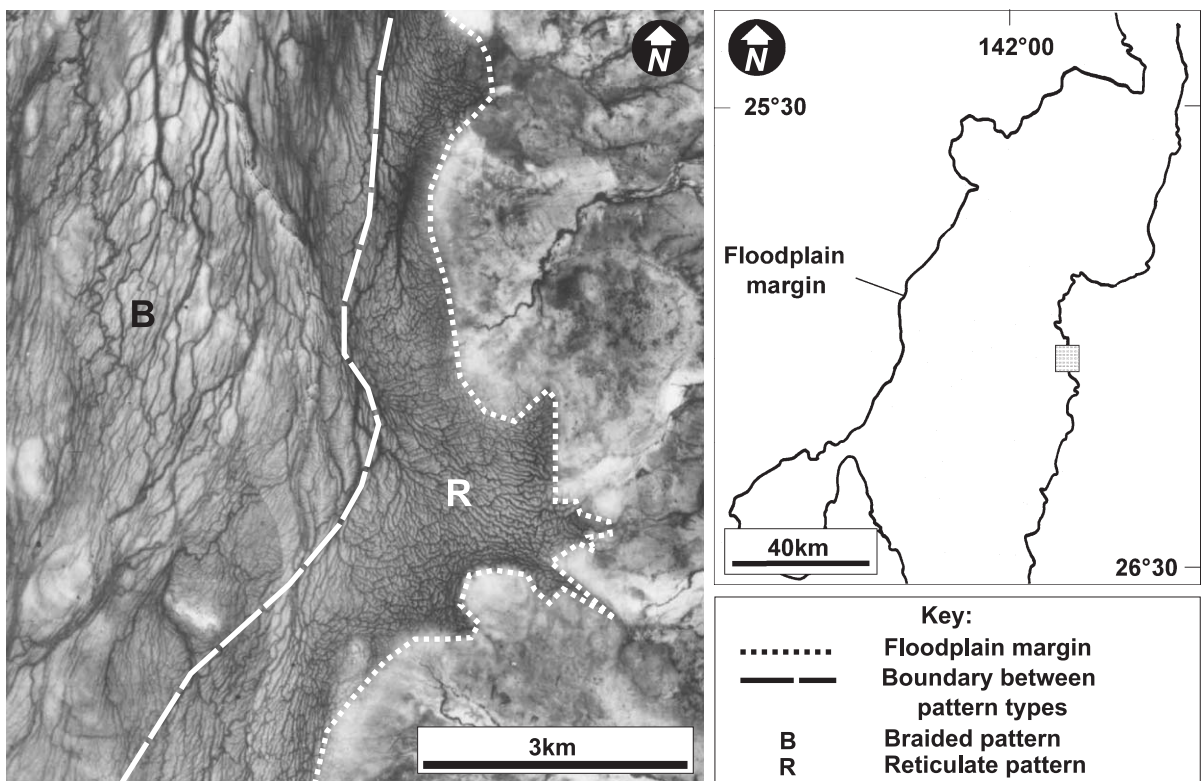 N
B
R
3km
N
142°00
25°30
Floodplain
margin
40km
26°30
Key:
Floodplain margin
Boundary between
pattern types
B Braided pattern
R Reticulate pattern